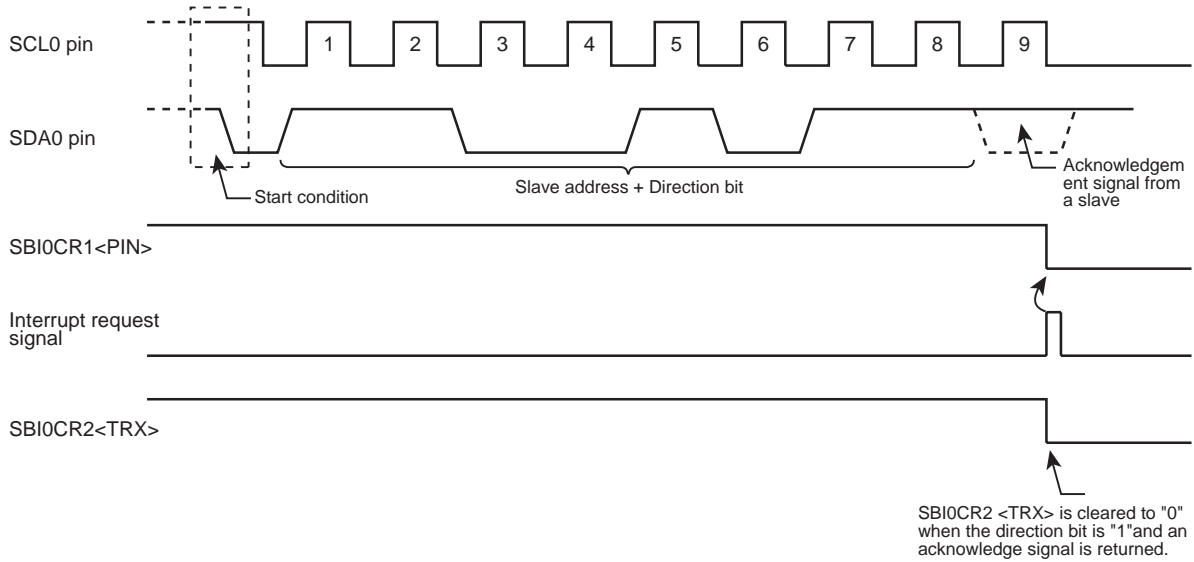 SCL0 pin
1 2 3 4 5 6 7 8 9
SDA0 pin
Start condition
Slave address + Direction bit
Acknowledgem
ent signal from
a slave
SBI0CR1<PIN>
Interrupt request
signal
SBI0CR2<TRX>
SBI0CR2 <TRX> is cleared to "0"
when the direction bit is "1"and an
acknowledge signal is returned.